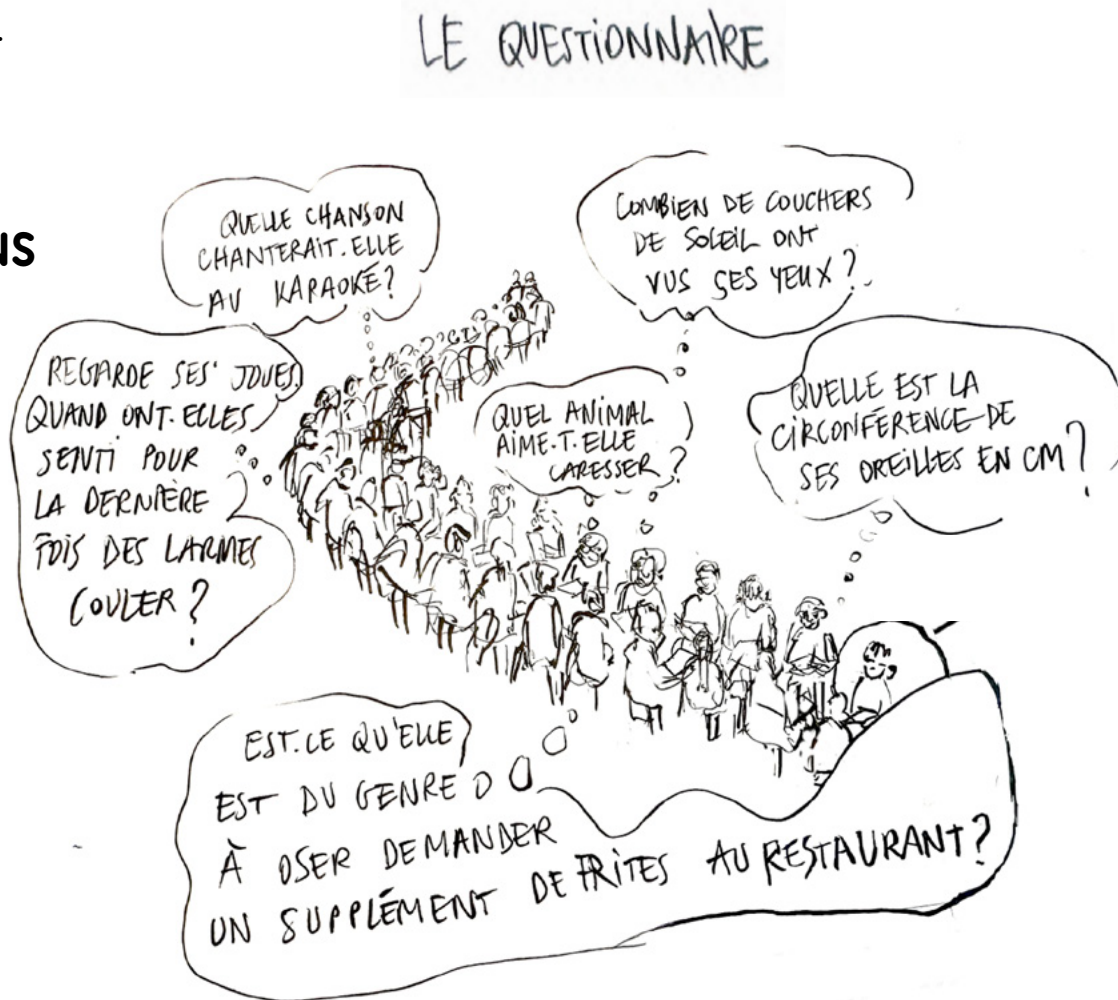 LE QUESTIONNAIRE
us
QUELLE CHANSON
CHANTERAIT-ELLE
AU KARAOKÉ?
COMBIEN DE COUCHERS
DE SOLEIL ONT
VUS SES YEUX?
REGARDE SES JOUES,
QUAND ONT-ELLES
SENTI POUR
LA DERNIÈRE
FOIS DES LARMES
COULER?
QUEL ANIMAL
AIME-T-ELLE
CARESSER?
QUELLE EST LA
CIRCONFÉRENCE DE
SES OREILLES EN CM?
EST-CE QU'ELLE
EST DU GENRE
À OSER DEMANDER
UN SUPPLÉMENT DE FRITES AU RESTAURANT?